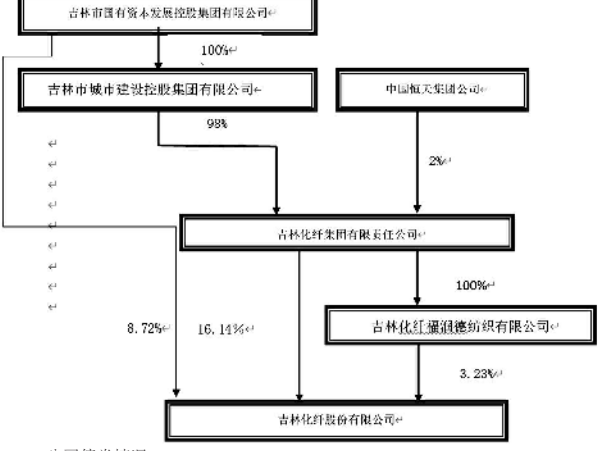 吉林市国有资本发展控股集团有限公司
100%
吉林市城市建设控股集团有限公司
中国恒天集团公司
98%
2%
吉林化纤集团有限责任公司
100%
吉林化纤福润德纺织有限公司
8.72%
16.14%
3.23%
吉林化纤股份有限公司